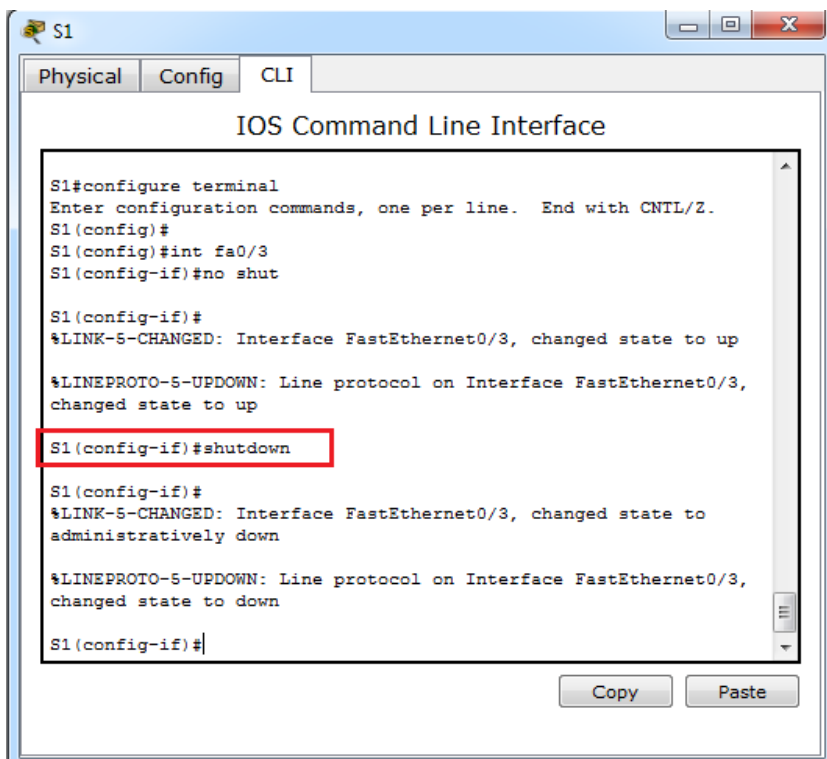 S1
Physical Config CLI
IOS Command Line Interface
S1#configure terminal
Enter configuration commands, one per line.  End with CNTL/Z.
S1(config)#
S1(config)#int fa0/3
S1(config-if)#no shut
S1(config-if)#
%LINK-5-CHANGED: Interface FastEthernet0/3, changed state to up
%LINEPROTO-5-UPDOWN: Line protocol on Interface FastEthernet0/3,
changed state to up
S1(config-if)#shutdown
S1(config-if)#
%LINK-5-CHANGED: Interface FastEthernet0/3, changed state to
administratively down
%LINEPROTO-5-UPDOWN: Line protocol on Interface FastEthernet0/3,
changed state to down
S1(config-if)#
Copy Paste